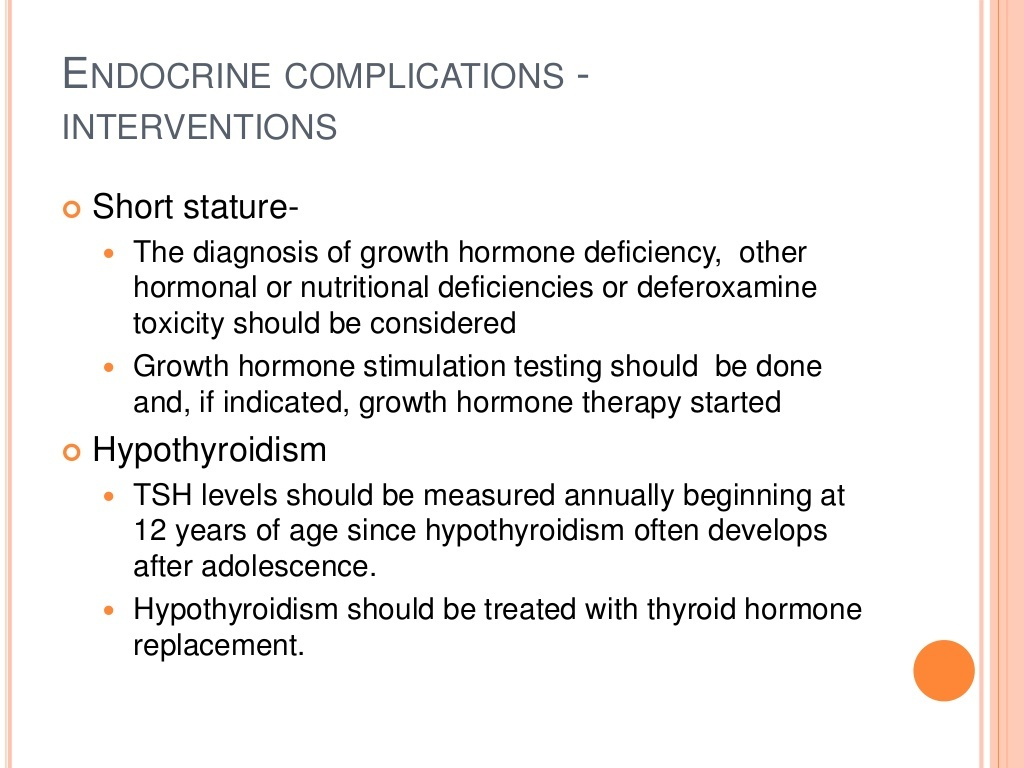 ENDOCRINE COMPLICATIONS -
INTERVENTIONS
Short stature-
The diagnosis of growth hormone deficiency,  other
hormonal or nutritional deficiencies or deferoxamine
toxicity should be considered
Growth hormone stimulation testing should  be done
and, if indicated, growth hormone therapy started
Hypothyroidism
TSH levels should be measured annually beginning at
12 years of age since hypothyroidism often develops
after adolescence.
Hypothyroidism should be treated with thyroid hormone
replacement.